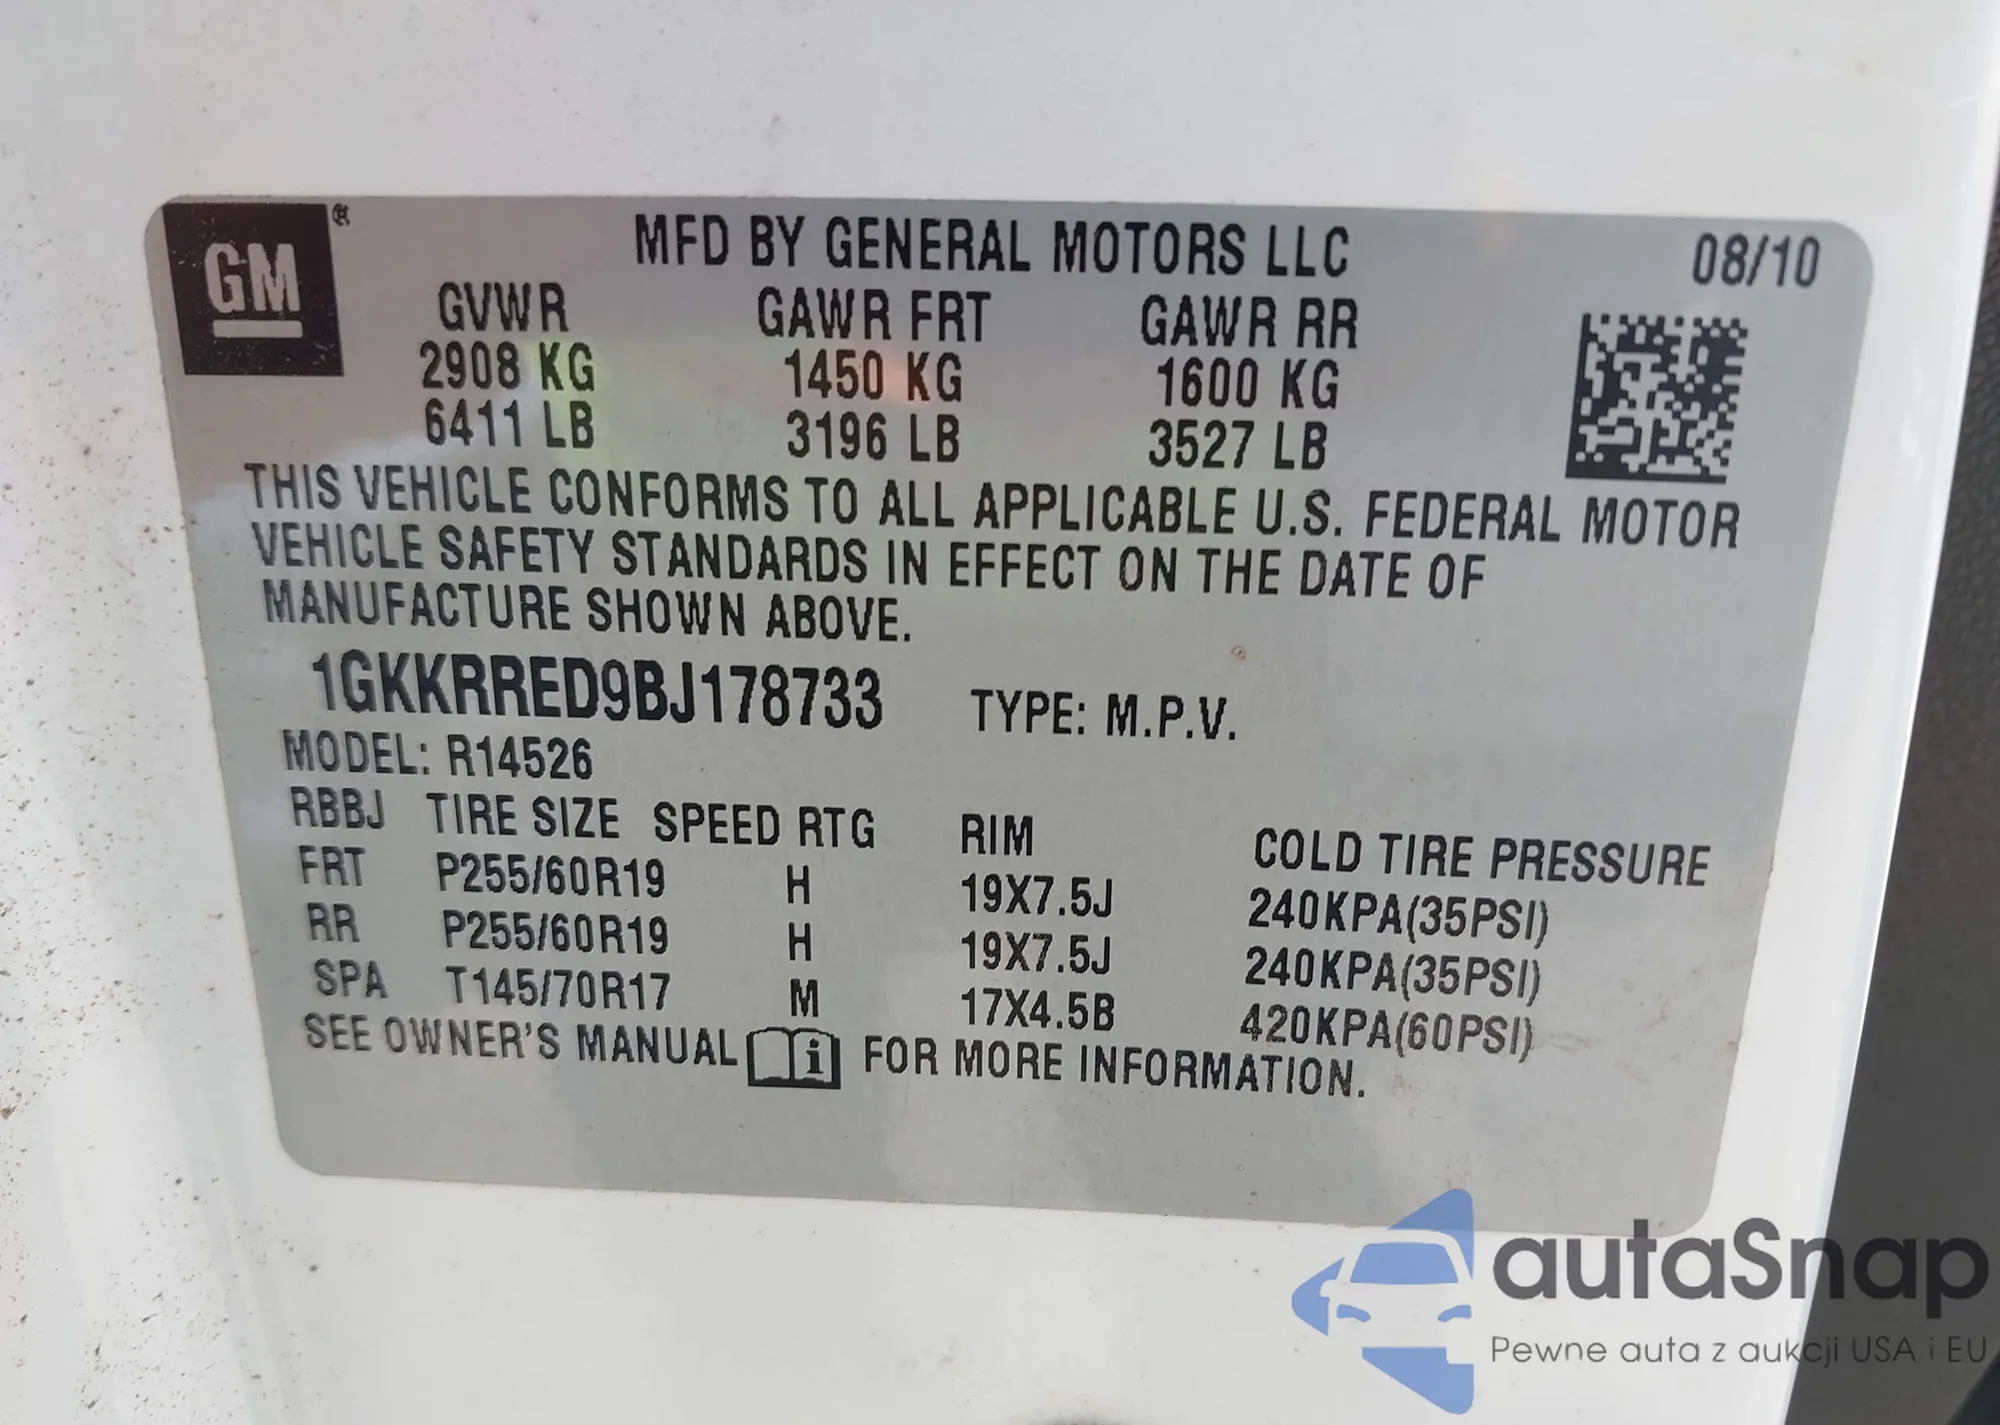 GM®
MFD BY GENERAL MOTORS LLC 08/10
GVWR GAWR FRT GAWR RR
2908 KG 1450 KG 1600 KG
6411 LB 3196 LB 3527 LB
THIS VEHICLE CONFORMS TO ALL APPLICABLE U.S. FEDERAL MOTOR
VEHICLE SAFETY STANDARDS IN EFFECT ON THE DATE OF
MANUFACTURE SHOWN ABOVE.
1GKKRRED9BJ178733 TYPE: M.P.V.
MODEL: R14526
RBBJ TIRE SIZE SPEED RTG RIM COLD TIRE PRESSURE
FRT P255/60R19 H 19X7.5J 240KPA(35PSI)
RR P255/60R19 H 19X7.5J 240KPA(35PSI)
SPA T145/70R17 M 17X4.5B 420KPA(60PSI)
SEE OWNER'S MANUAL i FOR MORE INFORMATION.
autaSnap
Pewne auta z aukcji USA i EU